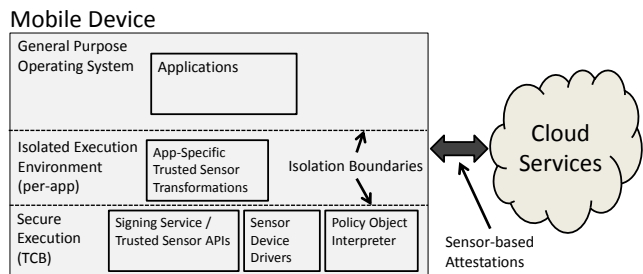 Mobile Device
General Purpose
Operating System
Applications
Isolated Execution
Environment
(per-app)
App-Specific
Trusted Sensor
Transformations
Isolation Boundaries
Secure
Execution
(TCB)
Signing Service /
Trusted Sensor APIs
Sensor
Device
Drivers
Policy Object
Interpreter
Cloud
Services
Sensor-based
Attestations